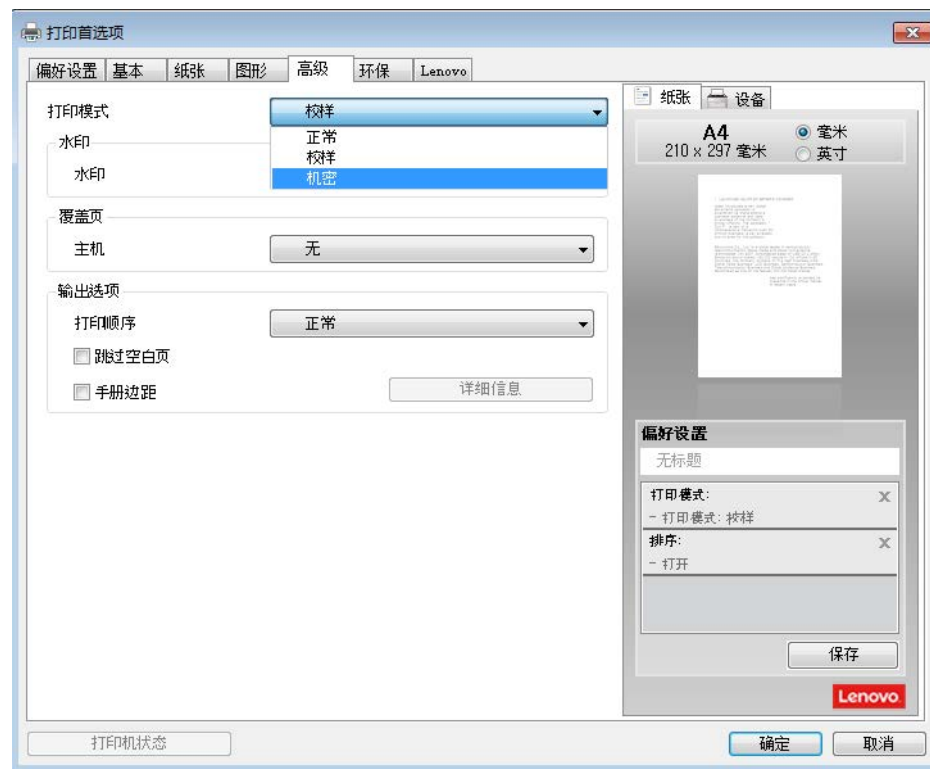 打印首选项
偏好设置 基本 纸张 图形 高级 环保 Lenovo
打印模式 校样
正常
校样
机密
水印
水印
覆盖页
主机 无
输出选项
打印顺序 正常
跳过空白页
手册边距 详细信息
纸张 设备
A4
210 x 297 毫米
毫米
英寸
偏好设置
无标题
打印模式: X
- 打印模式: 校样
排序: X
- 打开
保存
Lenovo
打印机状态 确定 取消